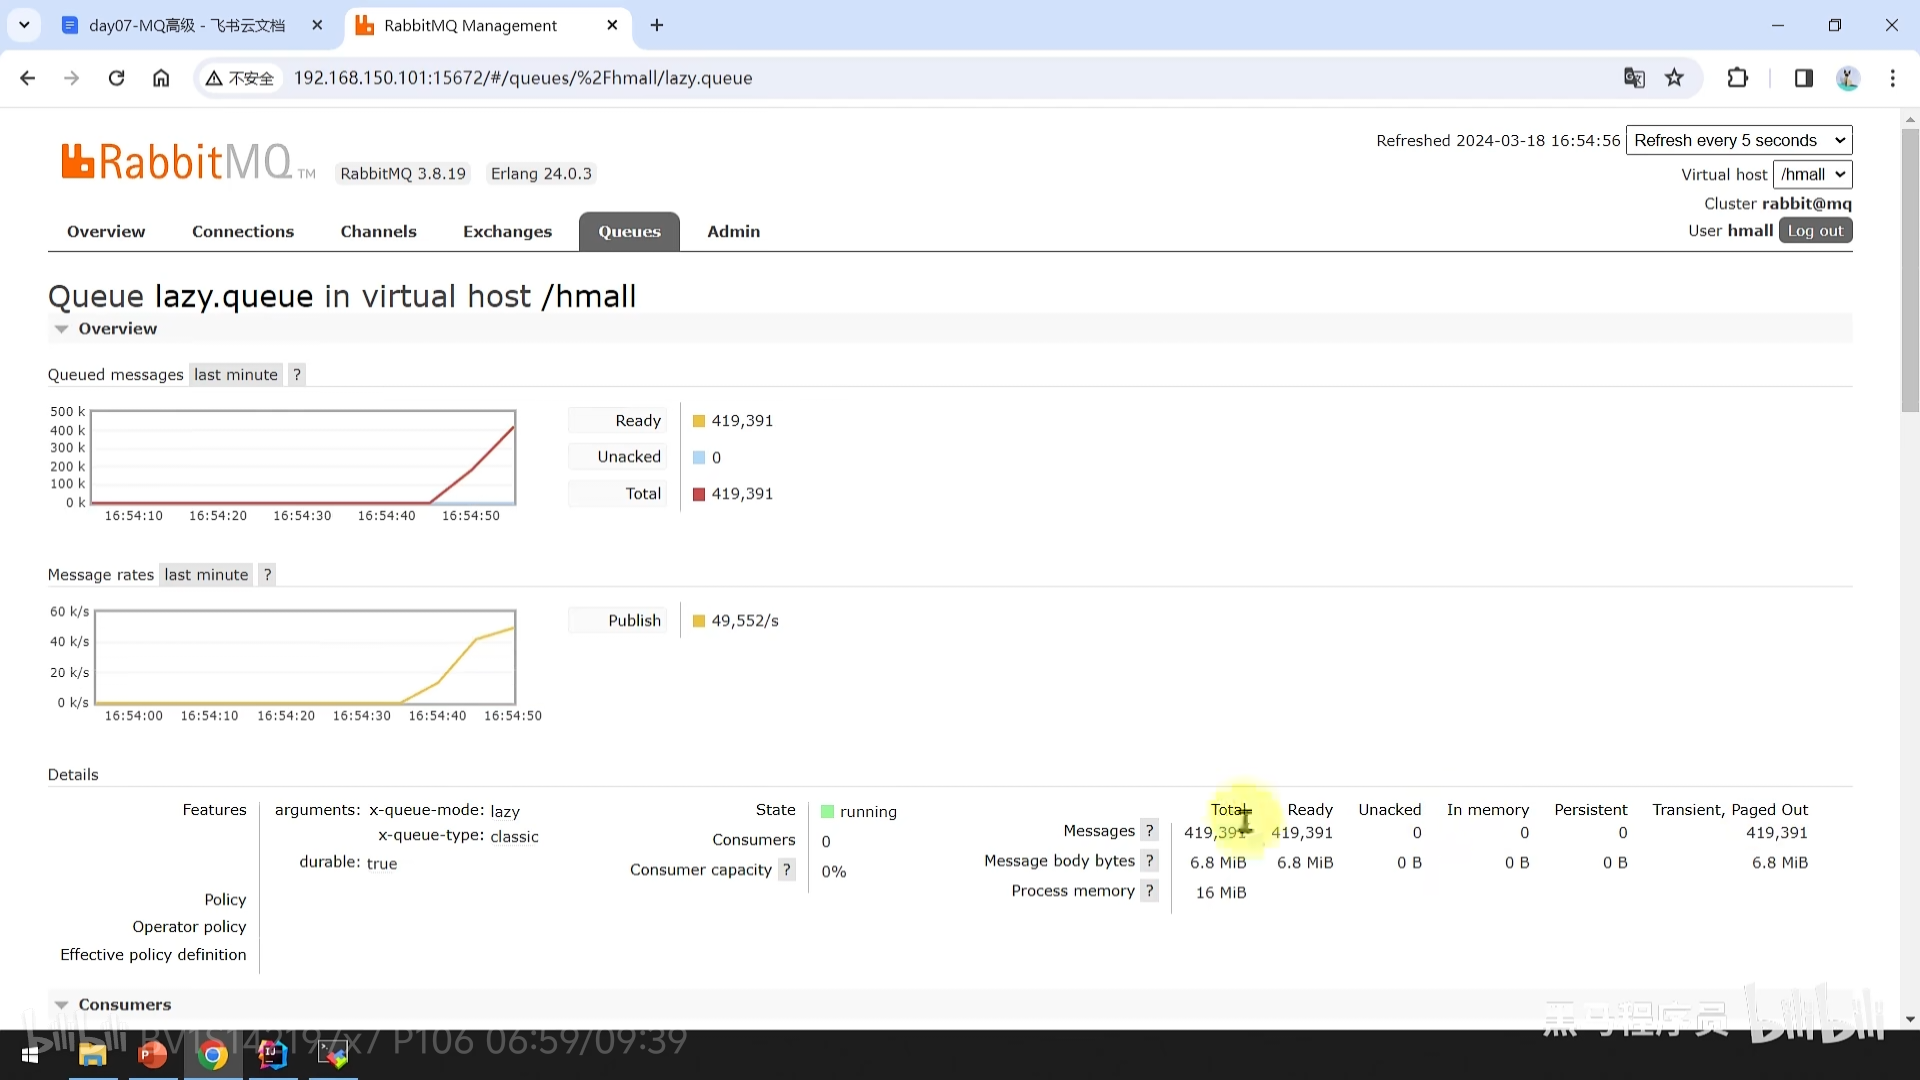 day07-MQ高级 - 飞书云文档
RabbitMQ Management
不安全
192.168.150.101:15672/#/queues/%2Fhmall/lazy.queue
Refreshed 2024-03-18 16:54:56
Refresh every 5 seconds
RabbitMQ TM
RabbitMQ 3.8.19
Erlang 24.0.3
Virtual host
/hmall
Cluster rabbit@mq
User hmall
Log out
Overview
Connections
Channels
Exchanges
Queues
Admin
Queue lazy.queue in virtual host /hmall
Overview
Queued messages last minute ?
500 k
400 k
300 k
200 k
100 k
0 k
16:54:10 16:54:20 16:54:30 16:54:40 16:54:50
Ready 419,391
Unacked 0
Total 419,391
Message rates last minute ?
60 k/s
40 k/s
20 k/s
0 k/s
16:54:00 16:54:10 16:54:20 16:54:30 16:54:40 16:54:50
Publish 49,552/s
Details
Features
arguments: x-queue-mode: lazy
x-queue-type: classic
durable: true
Policy
Operator policy
Effective policy definition
State running
Consumers 0
Consumer capacity ? 0%
Total Ready Unacked In memory Persistent Transient, Paged Out
Messages ? 419,391 419,391 0 0 0 419,391
Message body bytes ? 6.8 MiB 6.8 MiB 0 B 0 B 0 B 6.8 MiB
Process memory ? 16 MiB
Consumers
黑马程序员 bilibili
bilibili
P106 06:59/09:39